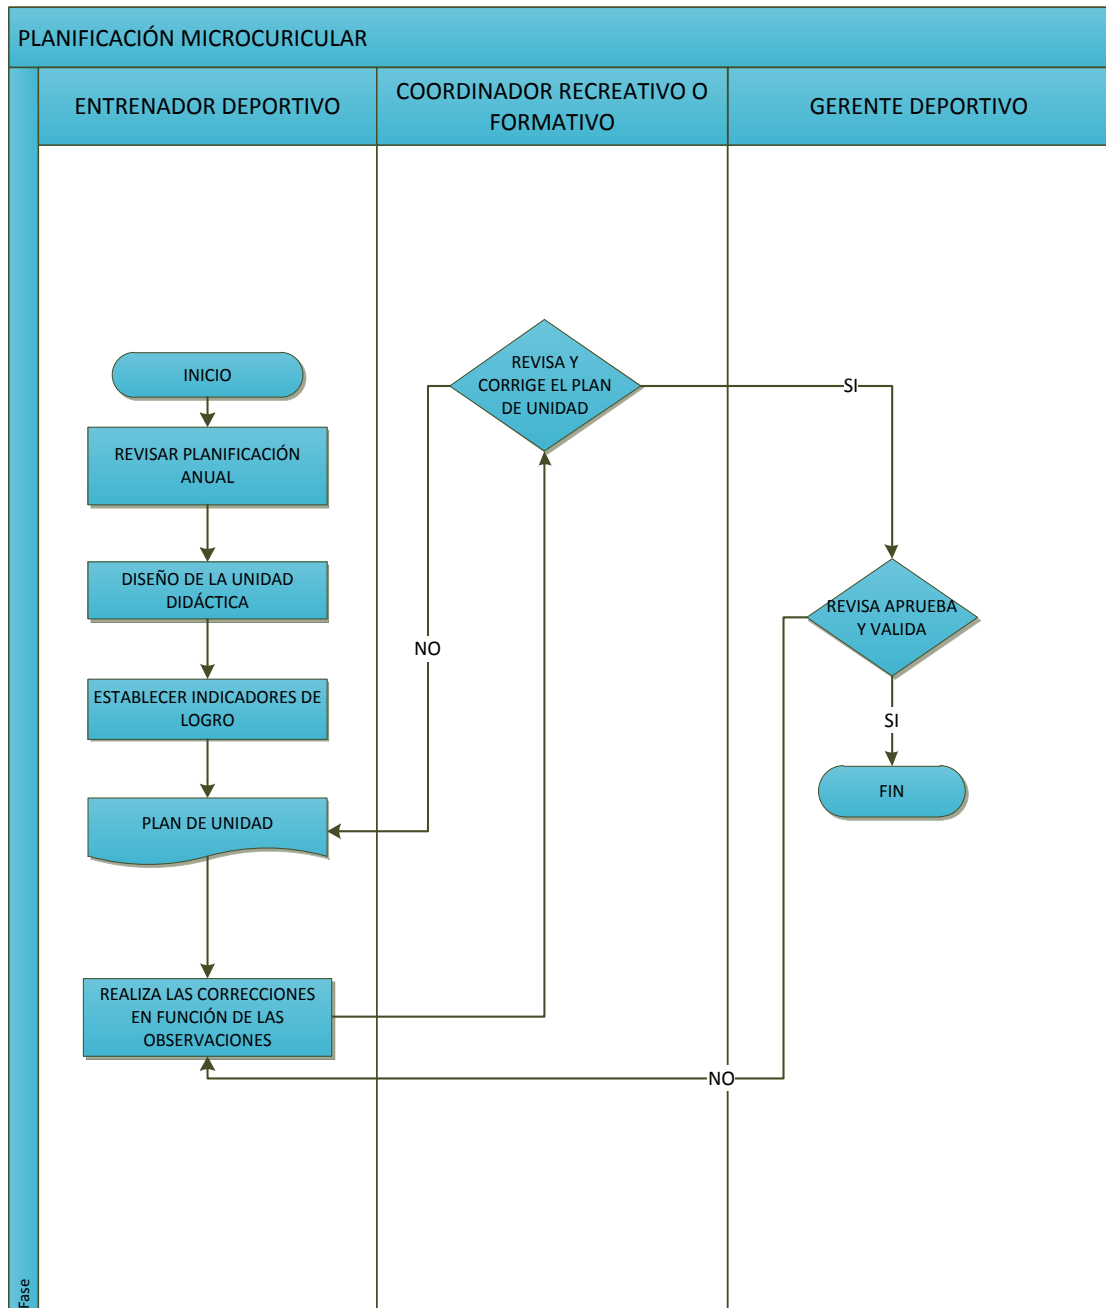 PLANIFICACIÓN MICROCURICULAR
ENTRENADOR DEPORTIVO
COORDINADOR RECREATIVO O
FORMATIVO
GERENTE DEPORTIVO
INICIO
REVISAR PLANIFICACIÓN
ANUAL
DISEÑO DE LA UNIDAD
DIDÁCTICA
ESTABLECER INDICADORES DE
LOGRO
PLAN DE UNIDAD
REALIZA LAS CORRECCIONES
EN FUNCIÓN DE LAS
OBSERVACIONES
REVISA Y
CORRIGE EL PLAN
DE UNIDAD
NO
SI
REVISA APRUEBA
Y VALIDA
SI
FIN
NO
Fase